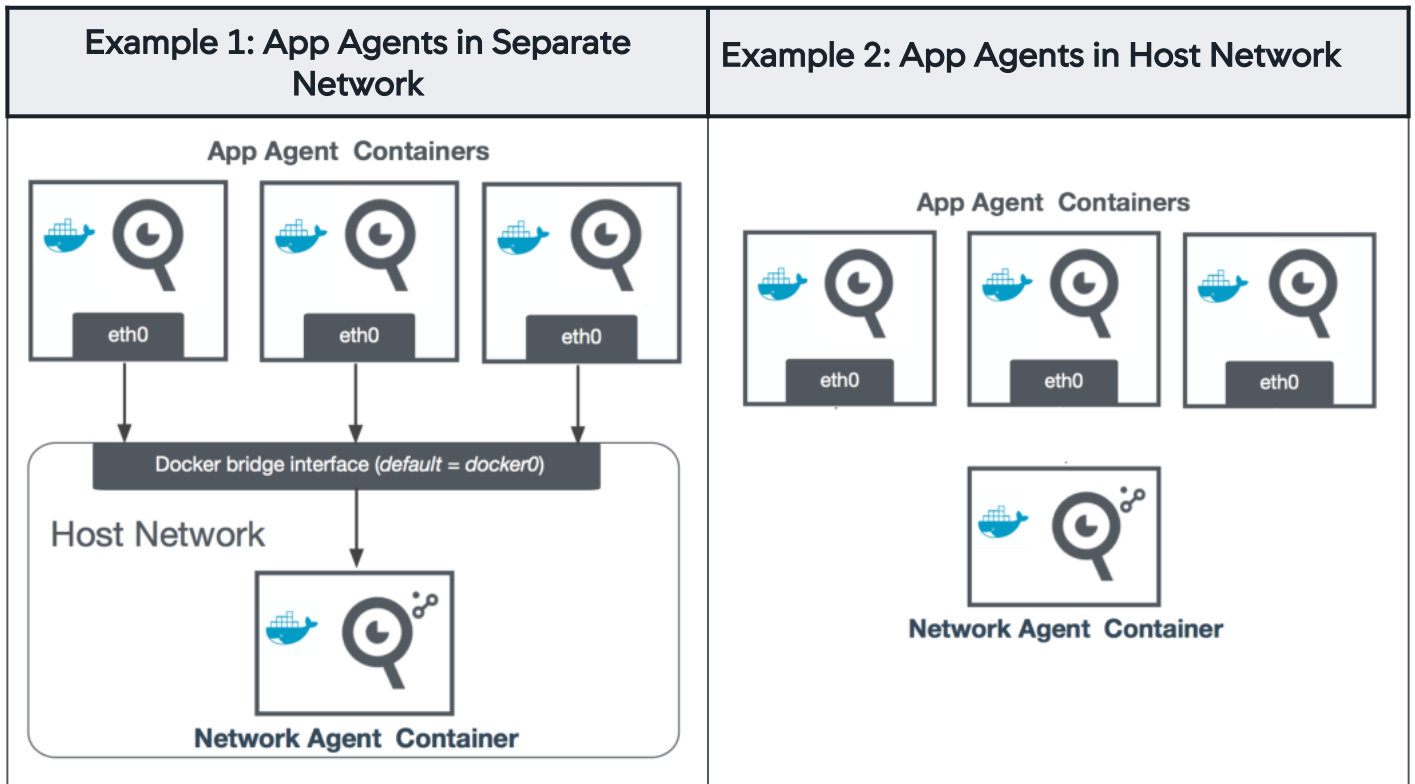 Example 1: App Agents in Separate
Network
Example 2: App Agents in Host Network
App Agent Containers
eth0
eth0
eth0
Docker bridge interface (default = docker0)
Host Network
Network Agent Container
App Agent Containers
eth0
eth0
eth0
Network Agent Container